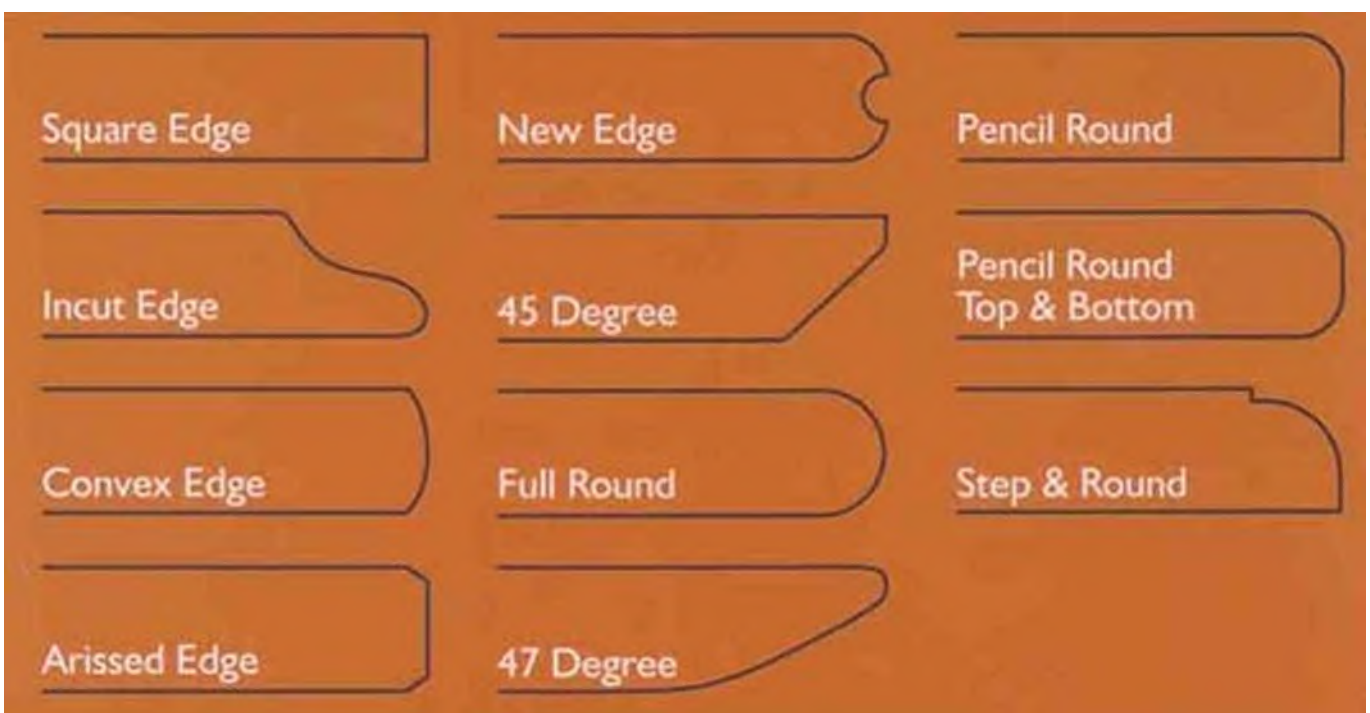 Square Edge
New Edge
Pencil Round
Incut Edge
45 Degree
Pencil Round
Top & Bottom
Convex Edge
Full Round
Step & Round
Arissed Edge
47 Degree